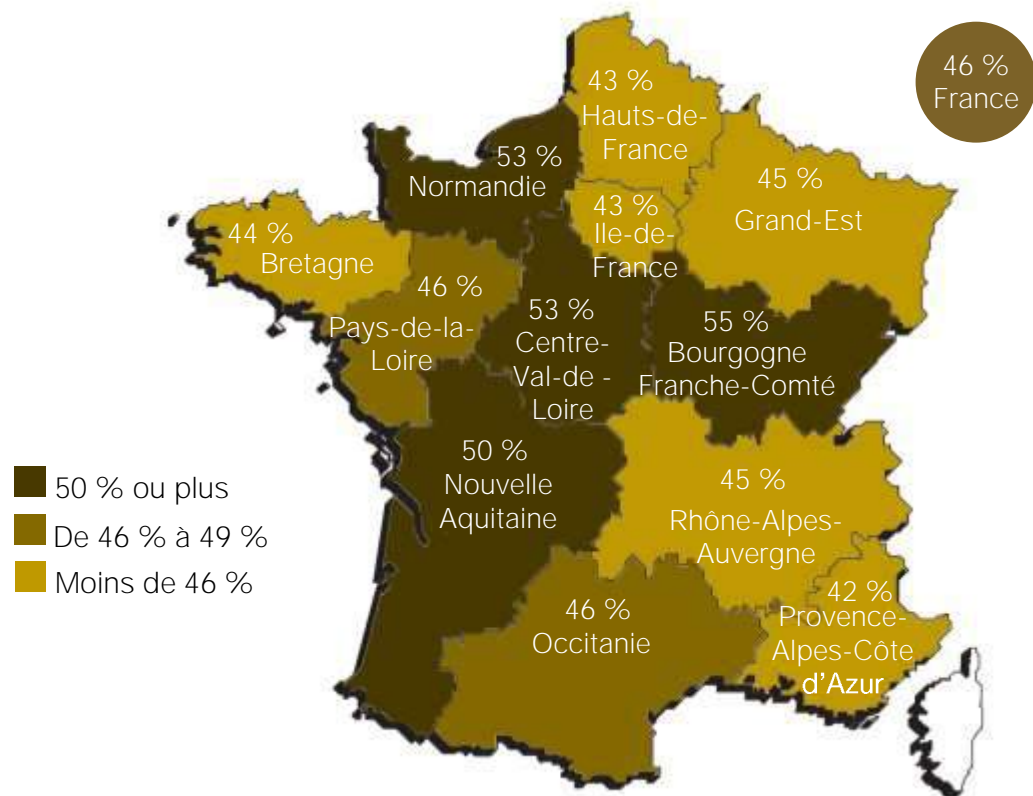 46 %
France
43 %
Hauts-de-
France
53 %
Normandie
45 %
Grand-Est
43 %
Ile-de-
France
44 %
Bretagne
46 %
Pays-de-la-
Loire
53 %
Centre-
Val-de -
Loire
55 %
Bourgogne
Franche-Comté
50 %
Nouvelle
Aquitaine
45 %
Rhône-Alpes-
Auvergne
46 %
Occitanie
42 %
Provence-
Alpes-Côte
d'Azur
50 % ou plus
De 46 % à 49 %
Moins de 46 %